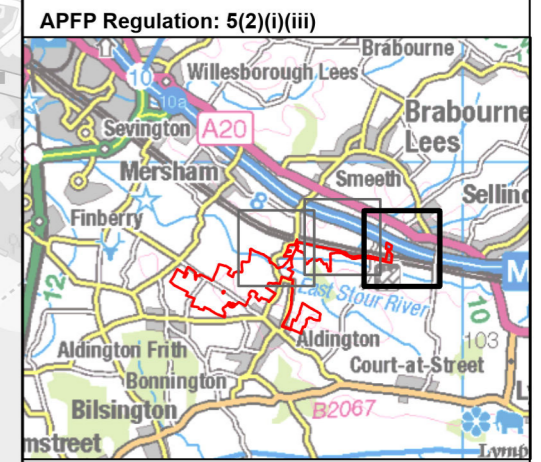 APFP Regulation: 5(2)(i)(iii)
Brabourne
10
Willesborough Lees
10a
Brabourne
Lees
Sevington
A20
Mersham
Smeeth
8
Sellind
Finberry
M
East Stour River
12
10
Aldington
103
Aldington Frith
Court-at-Street
Bonnington
Bilsington
B2067
mstreet
Lymp